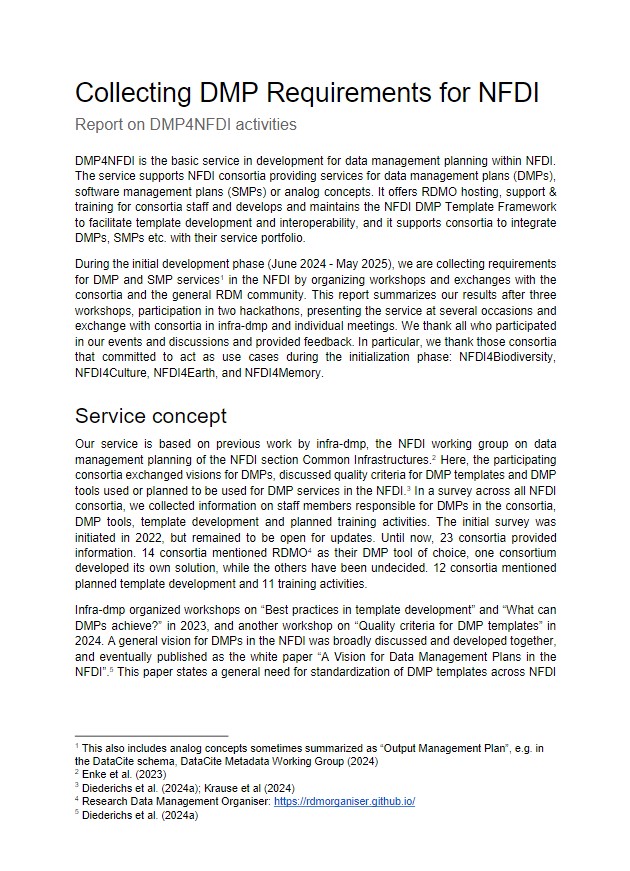 Collecting DMP Requirements for NFDI
Report on DMP4NFDI activities
DMP4NFDI is the basic service in development for data management planning within NFDI.
The service supports NFDI consortia providing services for data management plans (DMPs),
software management plans (SMPs) or analog concepts. It offers RDMO hosting, support &
training for consortia staff and develops and maintains the NFDI DMP Template Framework
to facilitate template development and interoperability, and it supports consortia to integrate
DMPs, SMPs etc. with their service portfolio.
During the initial development phase (June 2024 - May 2025), we are collecting requirements
for DMP and SMP services¹ in the NFDI by organizing workshops and exchanges with the
consortia and the general RDM community. This report summarizes our results after three
workshops, participation in two hackathons, presenting the service at several occasions and
exchange with consortia in infra-dmp and individual meetings. We thank all who participated
in our events and discussions and provided feedback. In particular, we thank those consortia
that committed to act as use cases during the initialization phase: NFDI4Biodiversity,
NFDI4Culture, NFDI4Earth, and NFDI4Memory.
Service concept
Our service is based on previous work by infra-dmp, the NFDI working group on data
management planning of the NFDI section Common Infrastructures.² Here, the participating
consortia exchanged visions for DMPs, discussed quality criteria for DMP templates and DMP
tools used or planned to be used for DMP services in the NFDI.³ In a survey across all NFDI
consortia, we collected information on staff members responsible for DMPs in the consortia,
DMP tools, template development and planned training activities. The initial survey was
initiated in 2022, but remained to be open for updates. Until now, 23 consortia provided
information. 14 consortia mentioned RDMO⁴ as their DMP tool of choice, one consortium
developed its own solution, while the others have been undecided. 12 consortia mentioned
planned template development and 11 training activities.
Infra-dmp organized workshops on “Best practices in template development” and “What can
DMPs achieve?” in 2023, and another workshop on “Quality criteria for DMP templates” in
2024. A general vision for DMPs in the NFDI was broadly discussed and developed together,
and eventually published as the white paper “A Vision for Data Management Plans in the
NFDI”.⁵ This paper states a general need for standardization of DMP templates across NFDI
¹ This also includes analog concepts sometimes summarized as “Output Management Plan”, e.g. in
the DataCite schema, DataCite Metadata Working Group (2024)
² Enke et al. (2023)
³ Diederichs et al. (2024a); Krause et al (2024)
⁴ Research Data Management Organiser: https://rdmorganiser.github.io/
⁵ Diederichs et al. (2024a)